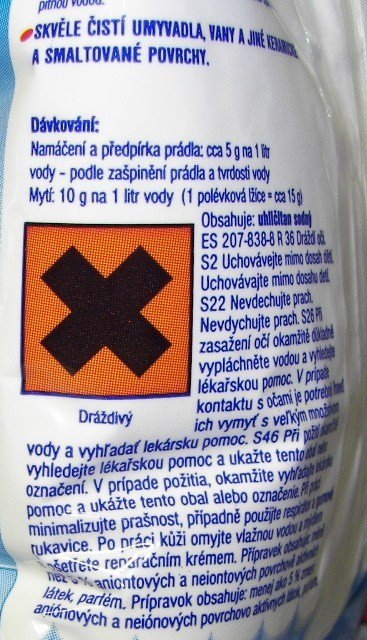 pitnou vodou.
SKVĚLE ČISTÍ UMYVADLA, VANY A JINÉ KERAMICKÉ
A SMALTOVANÉ POVRCHY.
Dávkování:
Namáčení a předpírka prádla: cca 5 g na 1 litr
vody - podle zašpinění prádla a tvrdosti vody
Mytí: 10 g na 1 litr vody (1 polévková lžíce = cca 15 g)
Obsahuje: uhličitan sodný
ES 207-838-8 R 36 Dráždí oči.
S2 Uchovávejte mimo dosah dětí.
Uchovávajte mimo dosahu detí.
S22 Nevdechujte prach.
Nevdychujte prach. S26 Při
zasažení očí okamžitě důkladně
vypláchněte vodou a vyhledejte
lékařskou pomoc. V prípade
kontaktu s očami je potrebné ihneď
ich vymyť s veľkým množstvom
Dráždivý
vody a vyhľadať lekársku pomoc. S46 Při požití okamžitě
vyhledejte lékařskou pomoc a ukažte tento obal nebo
označení. V prípade požitia, okamžite vyhľadajte lekársku
pomoc a ukážte tento obal alebo označenie. Při práci
minimalizujte prašnost, případně použijte respirátor a gumové
rukavice. Po práci kůži omyjte vlažnou vodou a mýdlem
ošetřete reparačním krémem. Přípravek obsahuje: méně
než 5% aniontových a neiontových povrchově aktivních
látek, parfém. Prípravok obsahuje: menej ako 5 %
aniónových a neiónových povrchovo aktívnych látok,